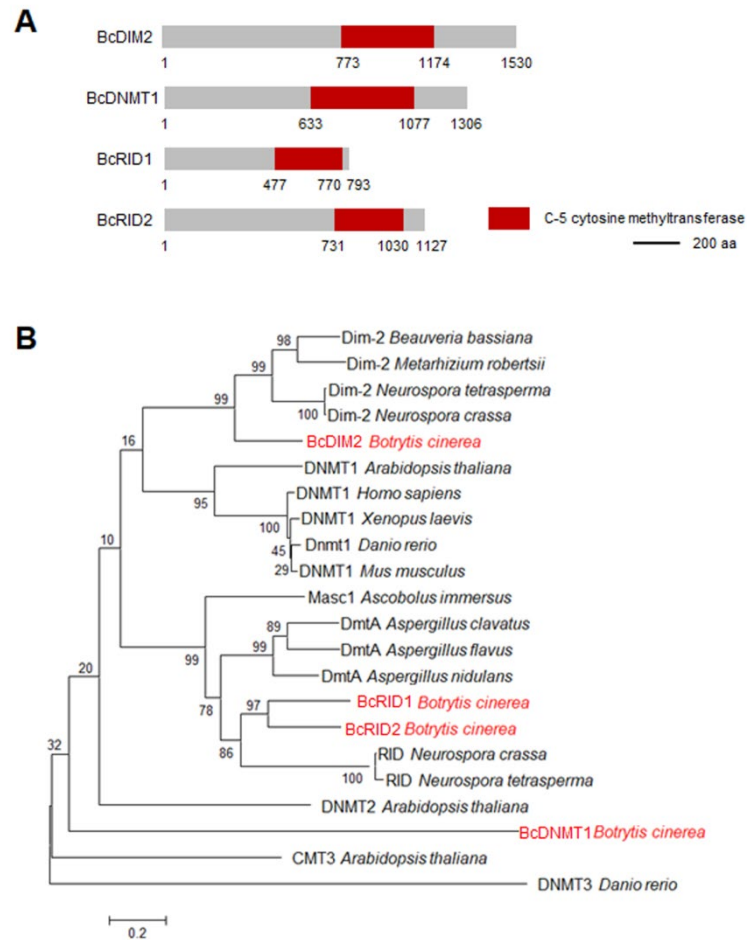 A
BcDIM2
1 773 1174 1530
BcDNMT1
1 633 1077 1306
BcRID1
1 477 770 793
BcRID2
1 731 1030 1127
C-5 cytosine methyltransferase
200 aa
B
98 Dim-2 Beauveria bassiana
99 Dim-2 Metarhizium robertsii
99 Dim-2 Neurospora tetrasperma
100 Dim-2 Neurospora crassa
16 BcDIM2 Botrytis cinerea
DNMT1 Arabidopsis thaliana
95 DNMT1 Homo sapiens
100 DNMT1 Xenopus laevis
10 45 Dnmt1 Danio rerio
29 DNMT1 Mus musculus
Masc1 Ascobolus immersus
89 DmtA Aspergillus clavatus
99 99 DmtA Aspergillus flavus
20 DmtA Aspergillus nidulans
78 97 BcRID1 Botrytis cinerea
BcRID2 Botrytis cinerea
86 RID Neurospora crassa
32 100 RID Neurospora tetrasperma
DNMT2 Arabidopsis thaliana
BcDNMT1 Botrytis cinerea
CMT3 Arabidopsis thaliana
DNMT3 Danio rerio
0.2